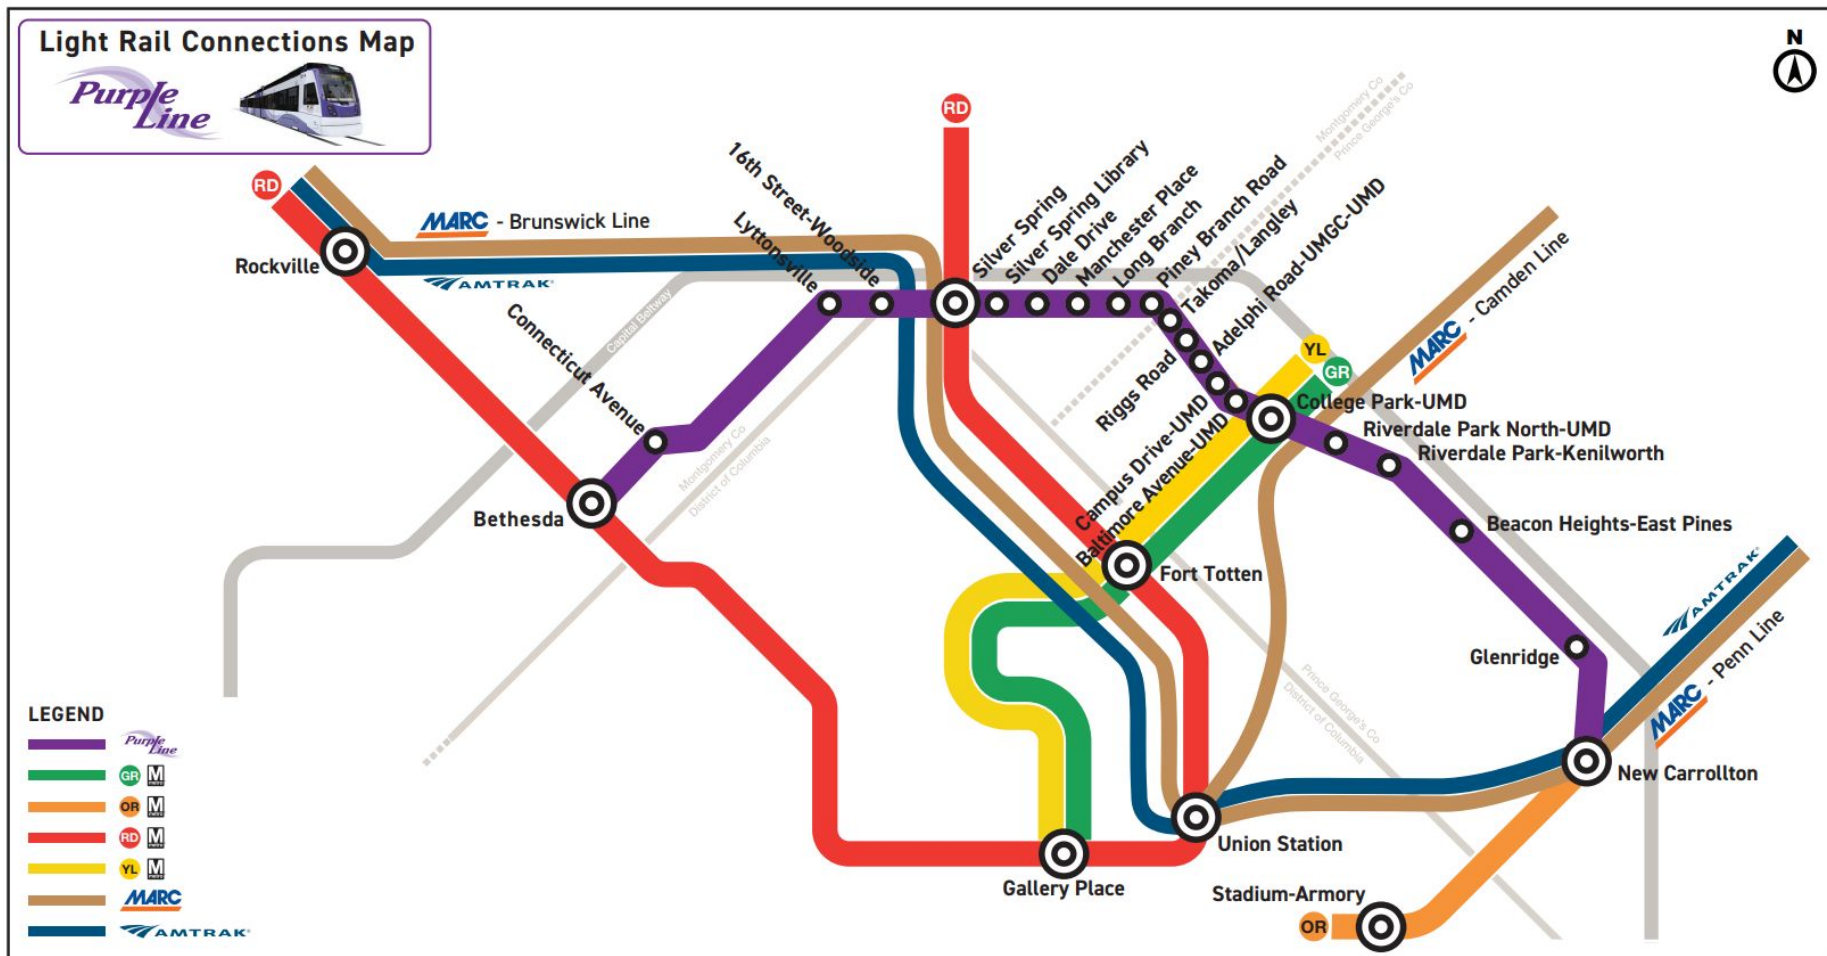 Light Rail Connections Map
Purple
Line
N
RD
RD
Rockville
MARC - Brunswick Line
AMTRAK
Capital Beltway
Connecticut Avenue
Lyttonsville
16th Street-Woodside
Silver Spring
Silver Spring Library
Dale Drive
Manchester Place
Long Branch
Piney Branch Road
Takoma/Langley
Riggs Road
Adelphi Road-UMGC-UMD
Campus Drive-UMD
Baltimore Avenue-UMD
Montgomery Co
Prince George's Co
MARC - Camden Line
YL
GR
College Park-UMD
Riverdale Park North-UMD
Riverdale Park-Kenilworth
Beacon Heights-East Pines
Glenridge
Bethesda
Montgomery Co
District of Columbia
Fort Totten
AMTRAK
MARC - Penn Line
Prince George's Co
District of Columbia
New Carrollton
Union Station
Gallery Place
Stadium-Armory
OR
LEGEND
Purple
Line
GR M metro
OR M metro
RD M metro
YL M metro
MARC
AMTRAK